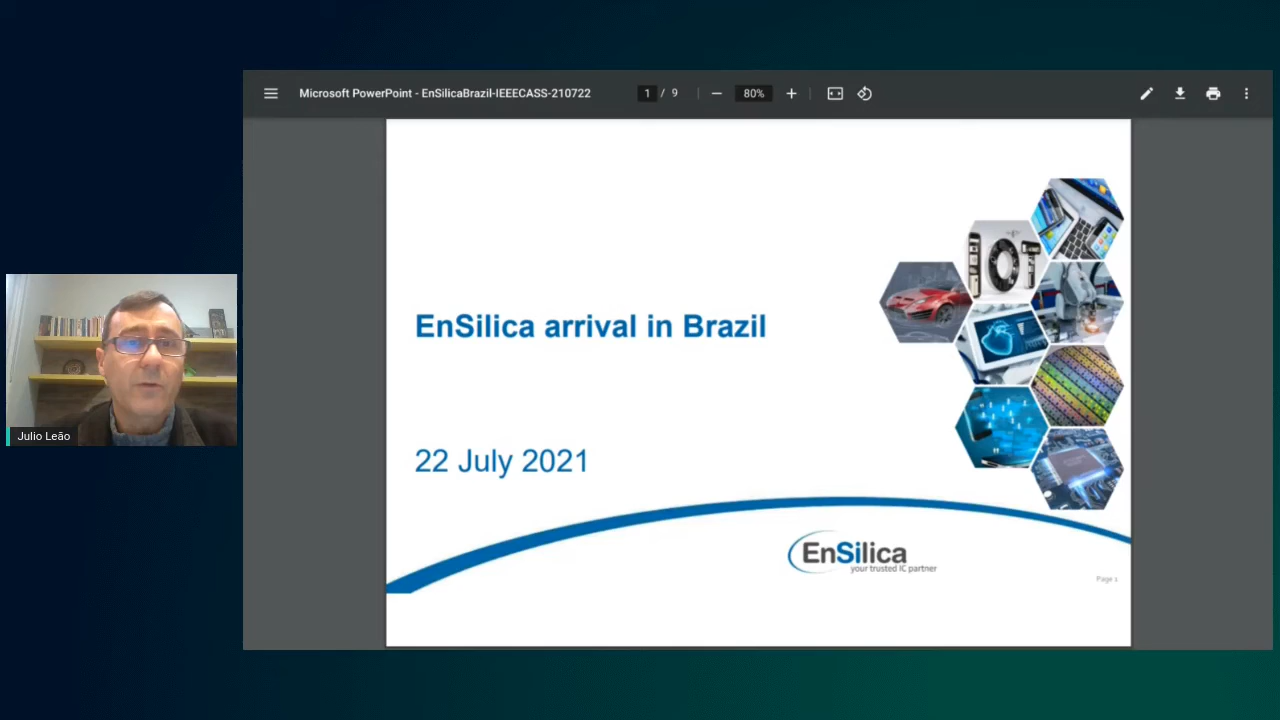 Microsoft PowerPoint - EnSilicaBrazil-IEEECASS-210722
1 / 9
80%
EnSilica arrival in Brazil
22 July 2021
IOT
EnSilica
your trusted IC partner
Page 1
Julio Leão